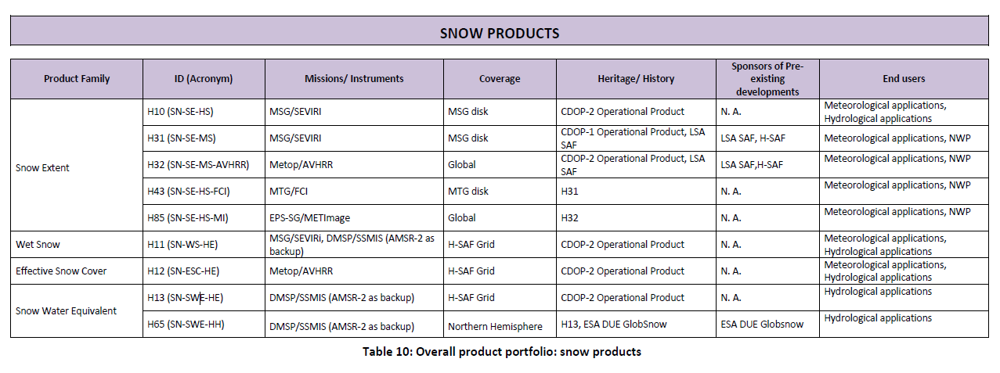 SNOW PRODUCTS
Product Family
ID (Acronym)
Missions/ Instruments
Coverage
Heritage/ History
Sponsors of Pre-
existing
developments
End users
Snow Extent
H10 (SN-SE-HS)
MSG/SEVIRI
MSG disk
CDOP-2 Operational Product
N. A.
Meteorological applications,
Hydrological applications
H31 (SN-SE-MS)
MSG/SEVIRI
MSG disk
CDOP-1 Operational Product, LSA
SAF
LSA SAF, H-SAF
Meteorological applications, NWP
H32 (SN-SE-MS-AVHRR)
Metop/AVHRR
Global
CDOP-2 Operational Product, LSA
SAF
LSA SAF,H-SAF
Meteorological applications, NWP
H43 (SN-SE-HS-FCI)
MTG/FCI
MTG disk
H31
N. A.
Meteorological applications, NWP
H85 (SN-SE-HS-MI)
EPS-SG/METImage
Global
H32
N. A.
Meteorological applications, NWP
Wet Snow
H11 (SN-WS-HE)
MSG/SEVIRi, DMSP/SSMIS (AMSR-2 as
backup)
H-SAF Grid
CDOP-2 Operational Product
N. A.
Meteorological applications,
Hydrological applications
Effective Snow Cover
H12 (SN-ESC-HE)
Metop/AVHRR
H-SAF Grid
CDOP-2 Operational Product
N. A.
Meteorological applications,
Hydrological applications
Snow Water Equivalent
H13 (SN-SWE-HE)
DMSP/SSMIS (AMSR-2 as backup)
H-SAF Grid
CDOP-2 Operational Product
N. A.
Hydrological applications
H65 (SN-SWE-HH)
DMSP/SSMIS (AMSR-2 as backup)
Northern Hemisphere
H13, ESA DUE GlobSnow
ESA DUE Globsnow
Hydrological applications
Table 10: Overall product portfolio: snow products